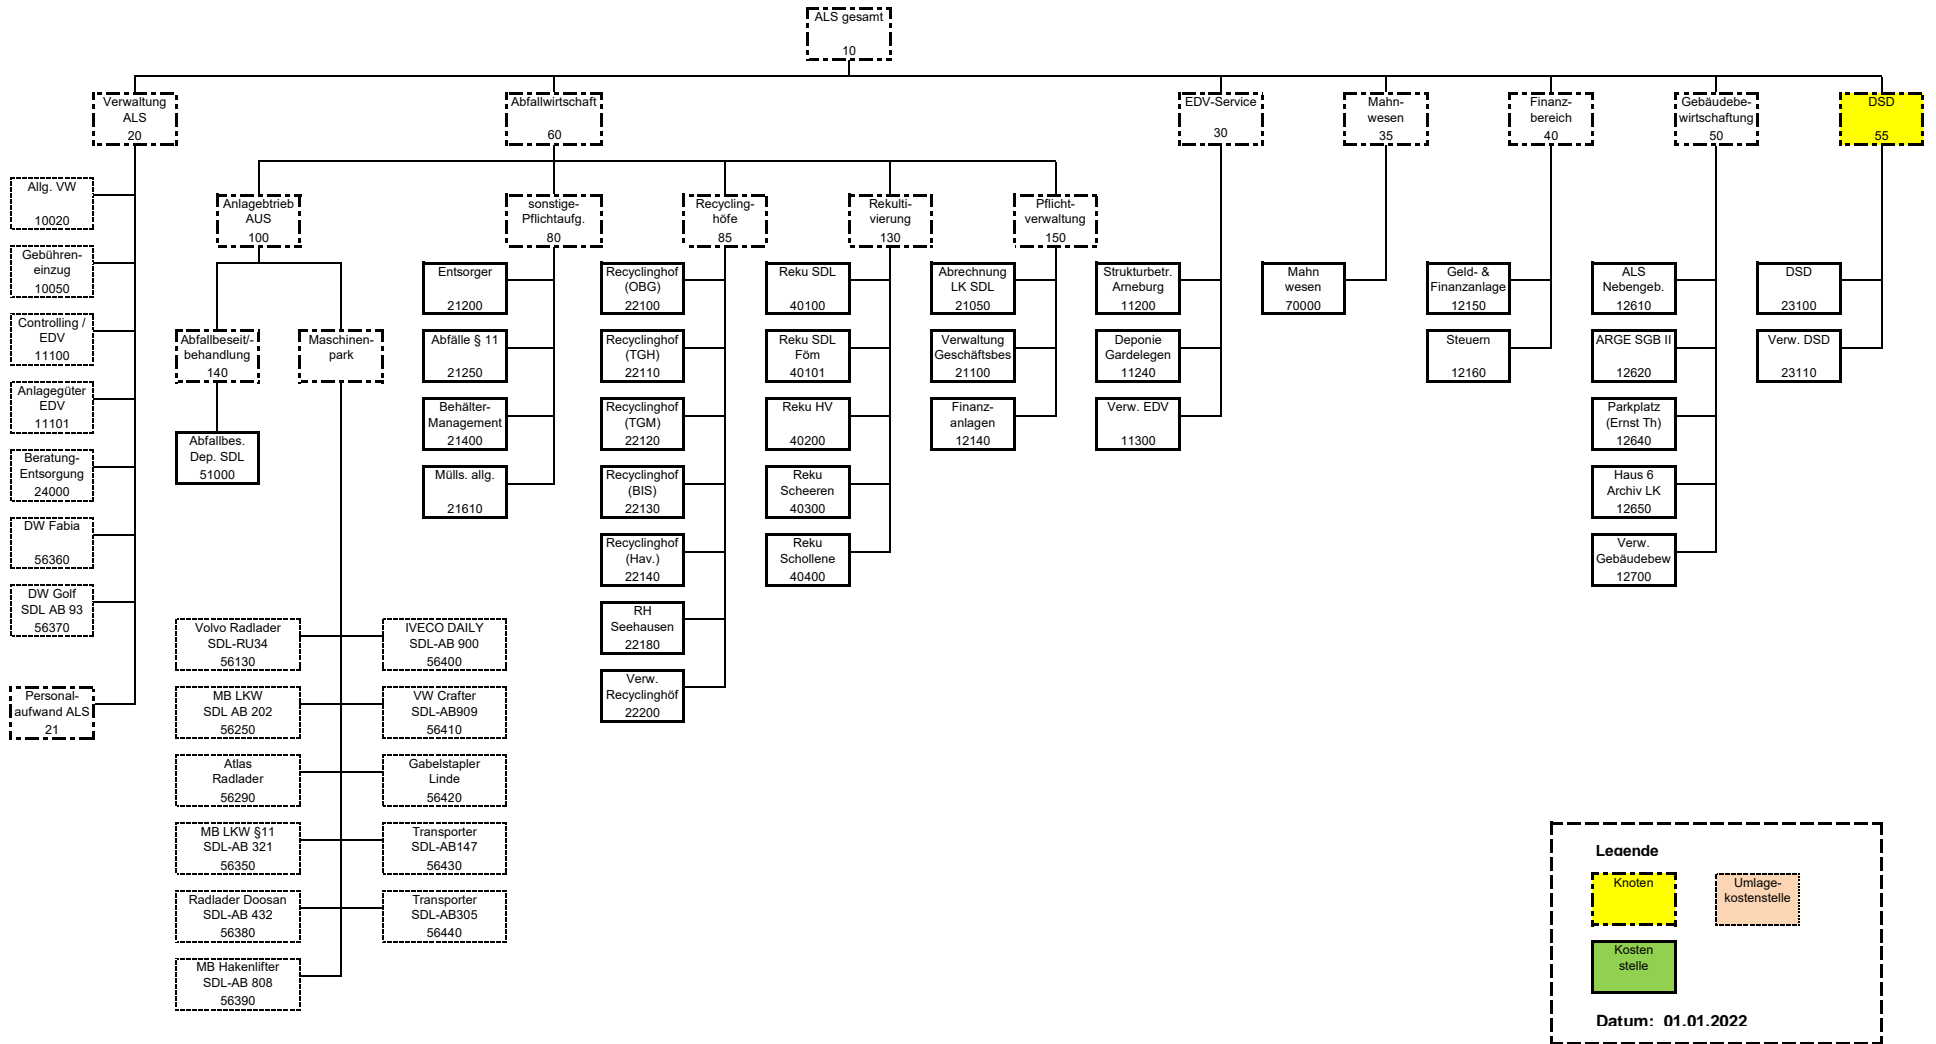 ALS gesamt
10
Verwaltung
ALS
20
Abfallwirtschaft
60
EDV-Service
30
Mahn-
wesen
35
Finanz-
bereich
40
Gebäudebe-
wirtschaftung
50
DSD
55
Allg. VW
10020
Gebühren-
einzug
10050
Controlling /
EDV
11100
Anlagegüter
EDV
11101
Beratung-
Entsorgung
24000
DW Fabia
56360
DW Golf
SDL AB 93
56370
Personal-
aufwand ALS
21
Anlagebtrieb
AUS
100
sonstige-
Pflichtaufg.
80
Recycling-
höfe
85
Rekulti-
vierung
130
Pflicht-
verwaltung
150
Abfallbeseit/-
behandlung
140
Maschinen-
park
Abfallbes.
Dep. SDL
51000
Volvo Radlader
SDL-RU34
56130
MB LKW
SDL AB 202
56250
Atlas
Radlader
56290
MB LKW §11
SDL-AB 321
56350
Radlader Doosan
SDL-AB 432
56380
MB Hakenlifter
SDL-AB 808
56390
IVECO DAILY
SDL-AB 900
56400
VW Crafter
SDL-AB909
56410
Gabelstapler
Linde
56420
Transporter
SDL-AB147
56430
Transporter
SDL-AB305
56440
Entsorger
21200
Abfälle § 11
21250
Behälter-
Management
21400
Mülls. allg.
21610
Recyclinghof
(OBG)
22100
Recyclinghof
(TGH)
22110
Recyclinghof
(TGM)
22120
Recyclinghof
(BIS)
22130
Recyclinghof
(Hav.)
22140
RH
Seehausen
22180
Verw.
Recyclinghöf
22200
Reku SDL
40100
Reku SDL
Föm
40101
Reku HV
40200
Reku
Scheeren
40300
Reku
Schollene
40400
Abrechnung
LK SDL
21050
Verwaltung
Geschäftsbes
21100
Finanz-
anlagen
12140
Strukturbetr.
Arneburg
11200
Deponie
Gardelegen
11240
Verw. EDV
11300
Mahn
wesen
70000
Geld- &
Finanzanlage
12150
Steuern
12160
ALS
Nebengeb.
12610
ARGE SGB II
12620
Parkplatz
(Ernst Th)
12640
Haus 6
Archiv LK
12650
Verw.
Gebäudebew
12700
DSD
23100
Verw. DSD
23110
Legende
Knoten
Umlage-
kostenstelle
Kosten
stelle
Datum: 01.01.2022